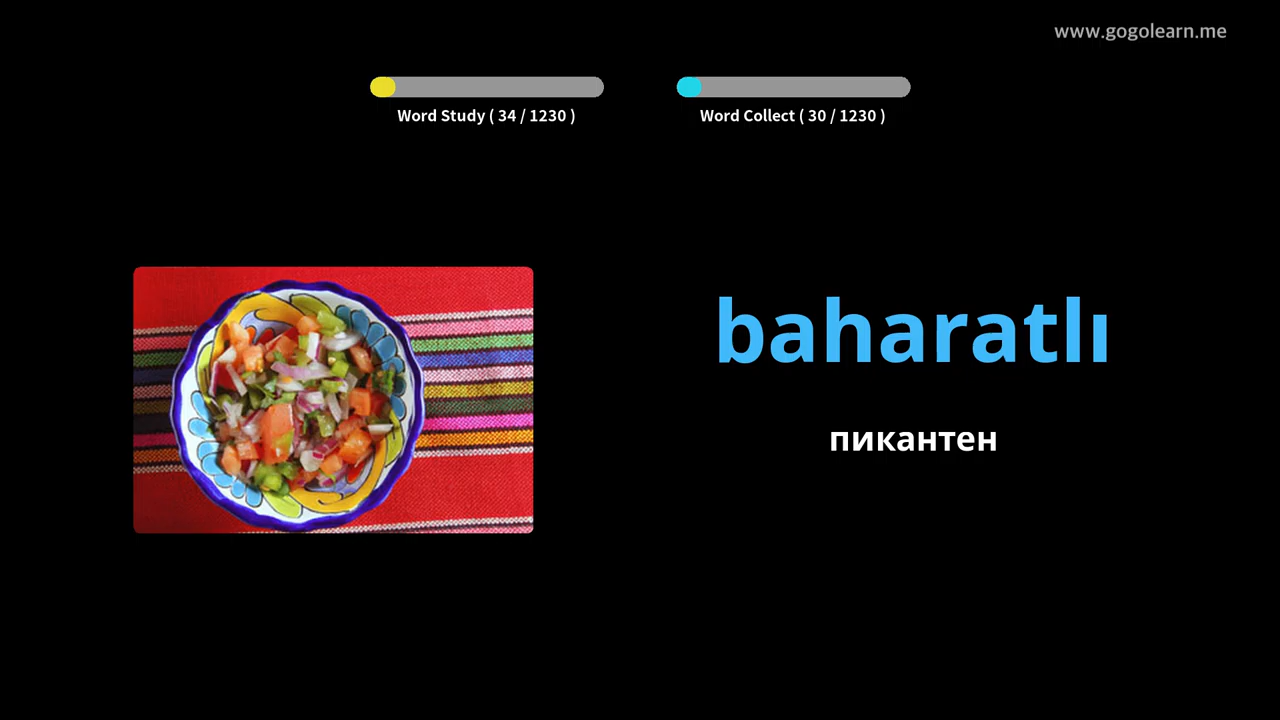 www.gogolearn.me
Word Study ( 34 / 1230 )
Word Collect ( 30 / 1230 )
baharatlı
пикантен